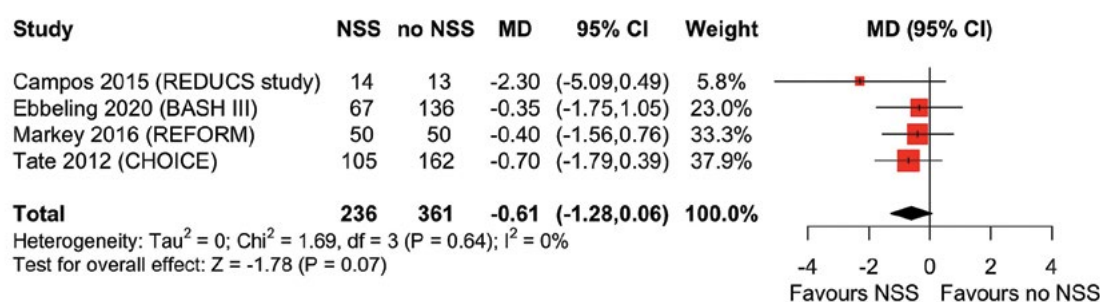 Study NSS no NSS MD 95% CI Weight MD (95% CI)
Campos 2015 (REDUCS study) 14 13 -2.30 (-5.09,0.49) 5.8%
Ebbeling 2020 (BASH III) 67 136 -0.35 (-1.75,1.05) 23.0%
Markey 2016 (REFORM) 50 50 -0.40 (-1.56,0.76) 33.3%
Tate 2012 (CHOICE) 105 162 -0.70 (-1.79,0.39) 37.9%
Total 236 361 -0.61 (-1.28,0.06) 100.0%
Heterogeneity: Tau² = 0; Chi² = 1.69, df = 3 (P = 0.64); I² = 0%
Test for overall effect: Z = -1.78 (P = 0.07)
-4 -2 0 2 4
Favours NSS Favours no NSS